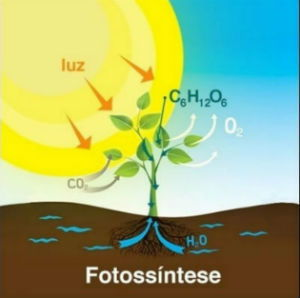 luz
C₆H₁₂O₆
O₂
CO₂
H₂O
Fotossíntese